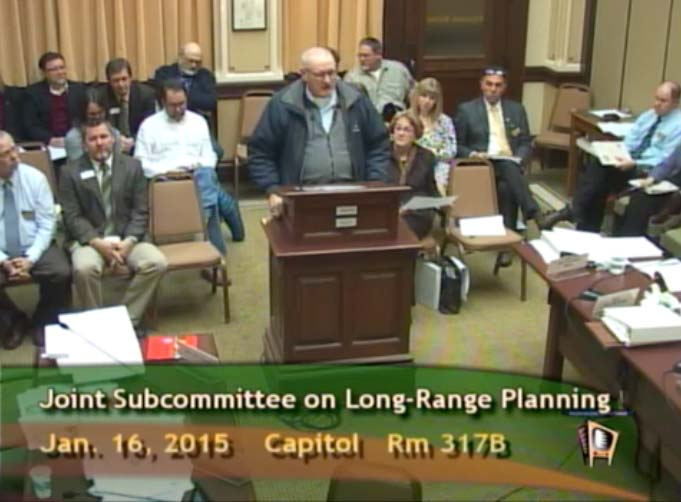 Joint Subcommittee on Long-Range Planning
Jan. 16, 2015 Capitol Rm 317B